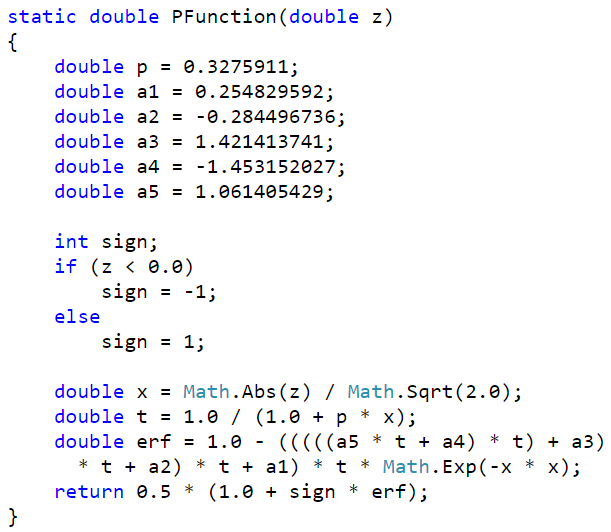 static double PFunction(double z)
{
    double p = 0.3275911;
    double a1 = 0.254829592;
    double a2 = -0.284496736;
    double a3 = 1.421413741;
    double a4 = -1.453152027;
    double a5 = 1.061405429;

    int sign;
    if (z < 0.0)
        sign = -1;
    else
        sign = 1;

    double x = Math.Abs(z) / Math.Sqrt(2.0);
    double t = 1.0 / (1.0 + p * x);
    double erf = 1.0 - (((((a5 * t + a4) * t) + a3)
      * t + a2) * t + a1) * t * Math.Exp(-x * x);
    return 0.5 * (1.0 + sign * erf);
}